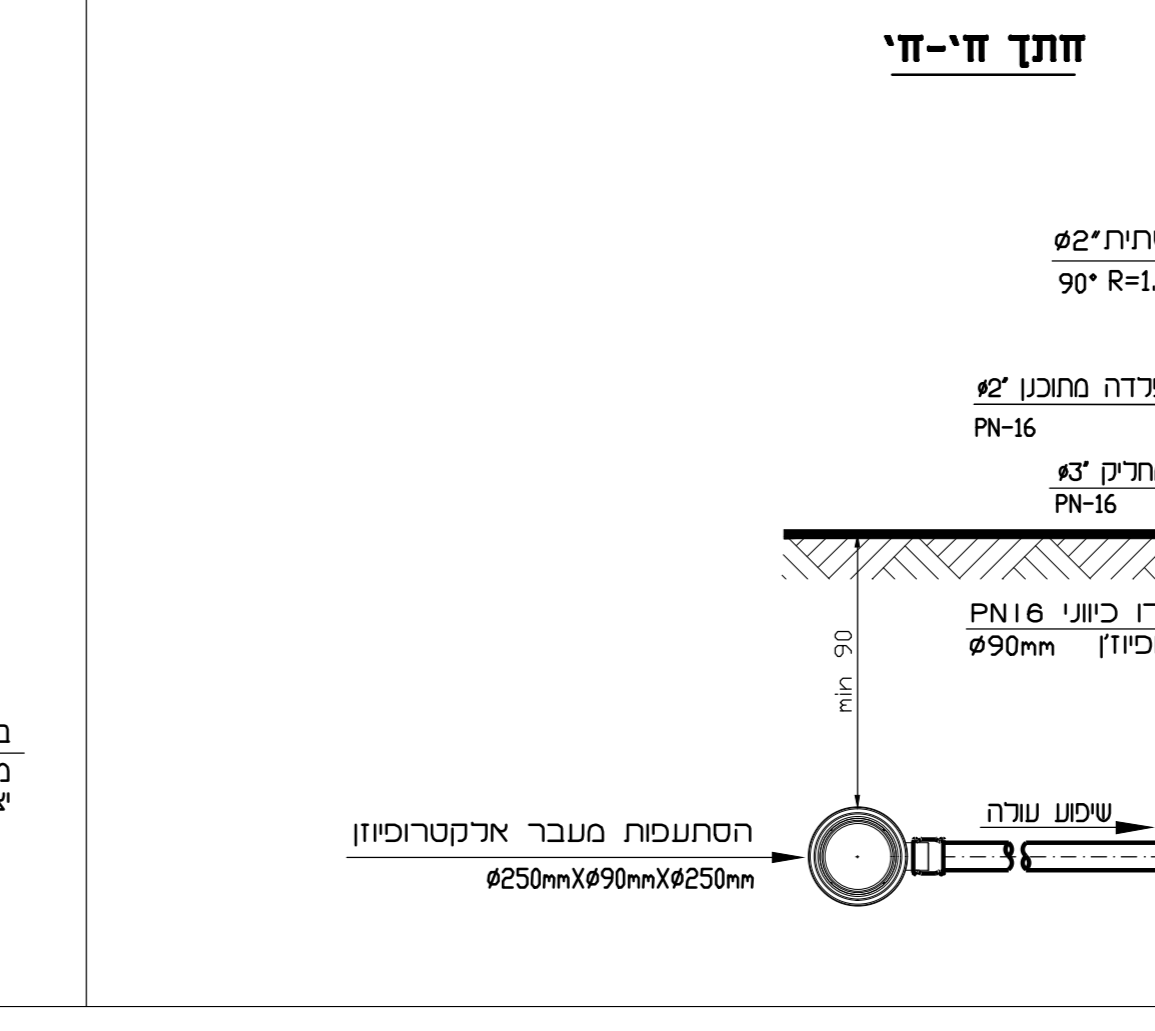 חתך ח'-ח'
ø2"
90° R=1.
מתוכנן ø2"
PN-16
ø3"
PN-16
כיווני PN16
ø90mm
min 90
שיפוע עולה
הסתעפות מעבר אלקטרופיוזן
ø250mmXø90mmXø250mm